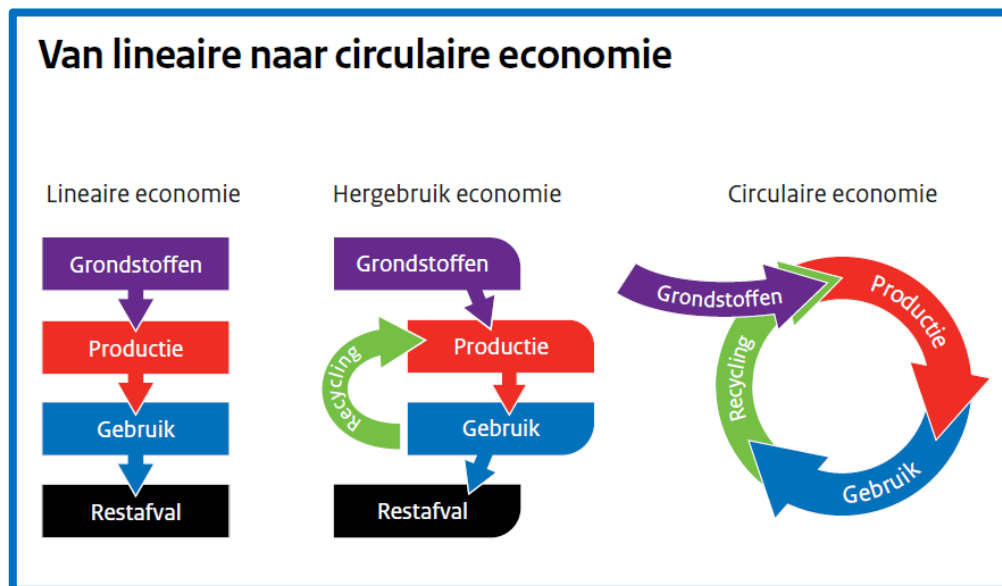 Van lineaire naar circulaire economie
Lineaire economie
Grondstoffen
Productie
Gebruik
Restafval
Hergebruik economie
Grondstoffen
Productie
Recycling
Gebruik
Restafval
Circulaire economie
Grondstoffen
Productie
Gebruik
Recycling